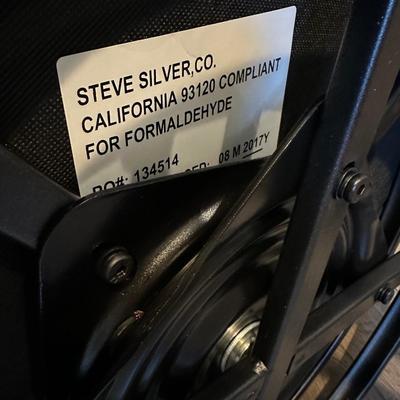 STEVE SILVER,CO.
CALIFORNIA 93120 COMPLIANT
FOR FORMALDEHYDE
PO#: 134514
08 M 2017Y